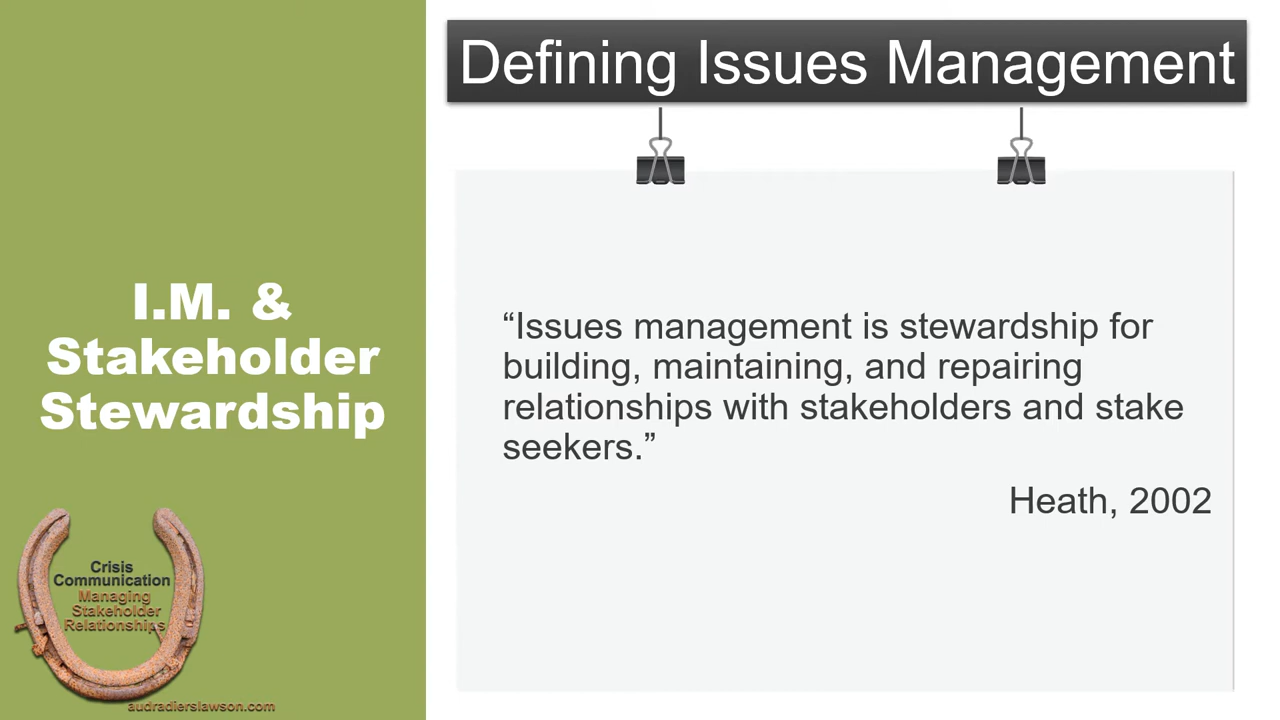 Defining Issues Management
I.M. &
Stakeholder
Stewardship
“Issues management is stewardship for
building, maintaining, and repairing
relationships with stakeholders and stake
seekers.”
Heath, 2002
Crisis
Communication
Managing
Stakeholder
Relationships
audradierslawson.com